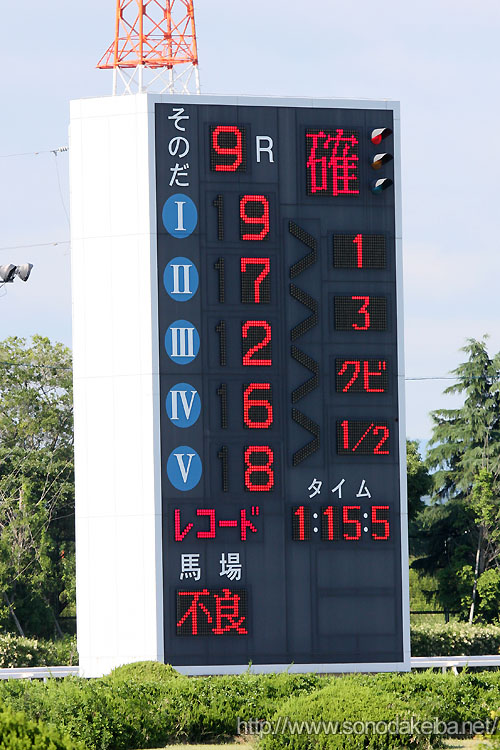 そのだ
9 R 確
I 9
1
II 7
3
III 2
クビ
IV 6
1/2
V 8
タイム
レコード 1:15:5
馬場
不良
http://www.sonodakeiba.net/